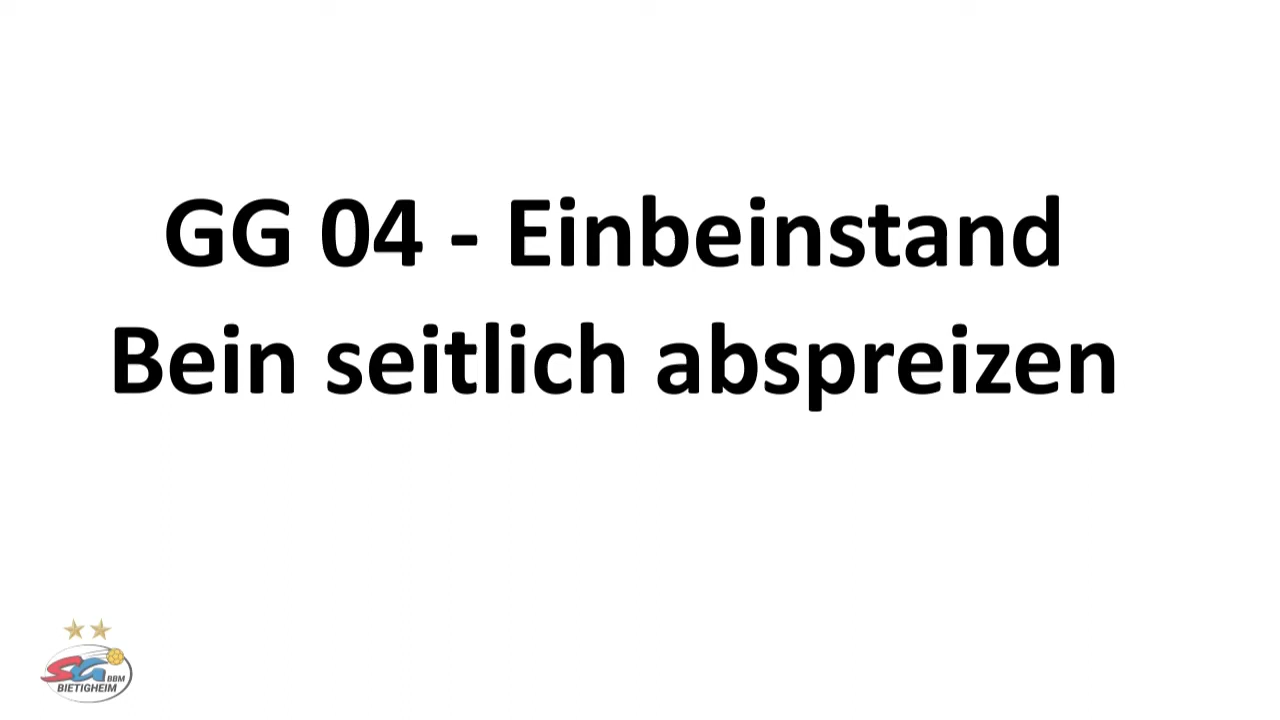 GG 04 - Einbeinstand
Bein seitlich abspreizen
SG BBM
BIETIGHEIM